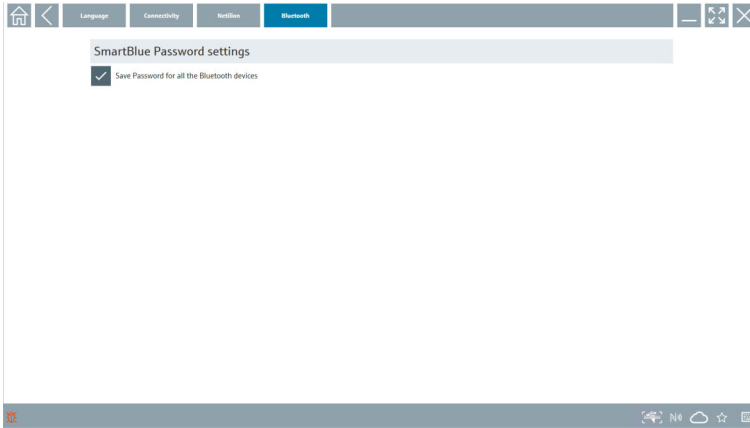 Language
Connectivity
Netilion
Bluetooth
SmartBlue Password settings
Save Password for all the Bluetooth devices